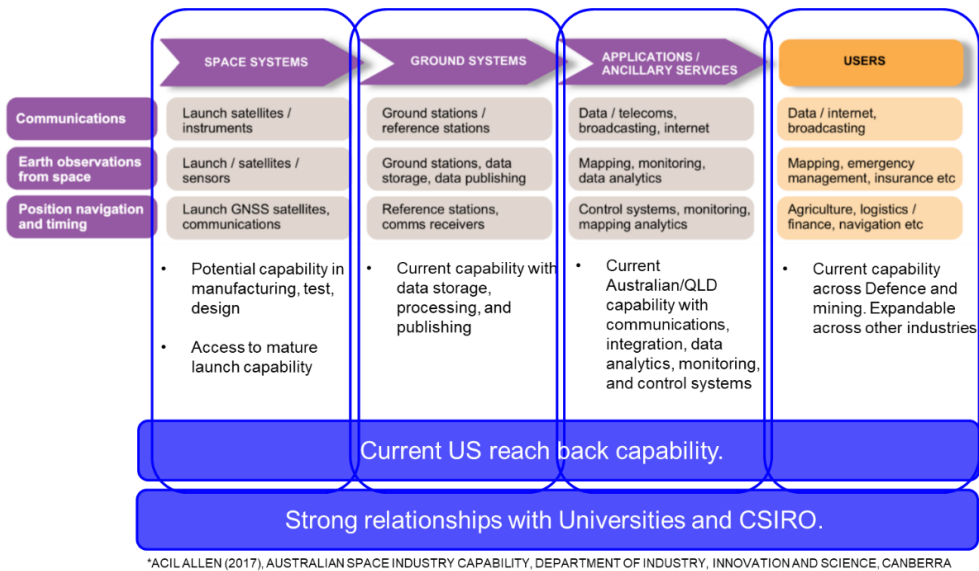 SPACE SYSTEMS
GROUND SYSTEMS
APPLICATIONS /
ANCILLARY SERVICES
USERS
Communications
Launch satellites /
instruments
Ground stations /
reference stations
Data / telecoms,
broadcasting, internet
Data / internet,
broadcasting
Earth observations
from space
Launch / satellites /
sensors
Ground stations, data
storage, data publishing
Mapping, monitoring,
data analytics
Mapping, emergency
management, insurance etc
Position navigation
and timing
Launch GNSS satellites,
communications
Reference stations,
comms receivers
Control systems, monitoring,
mapping analytics
Agriculture, logistics /
finance, navigation etc
• Potential capability in
manufacturing, test,
design
• Access to mature
launch capability
• Current capability with
data storage,
processing, and
publishing
• Current
Australian/QLD
capability with
communications,
integration, data
analytics, monitoring,
and control systems
• Current capability
across Defence and
mining. Expandable
across other industries
Current US reach back capability.
Strong relationships with Universities and CSIRO.
*ACIL ALLEN (2017), AUSTRALIAN SPACE INDUSTRY CAPABILITY, DEPARTMENT OF INDUSTRY, INNOVATION AND SCIENCE, CANBERRA